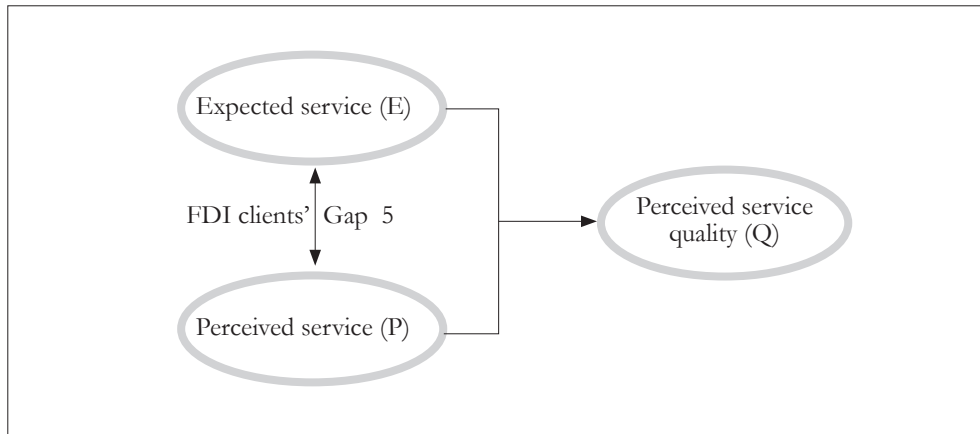 Expected service (E)
FDI clients’ Gap 5
Perceived service
quality (Q)
Perceived service (P)